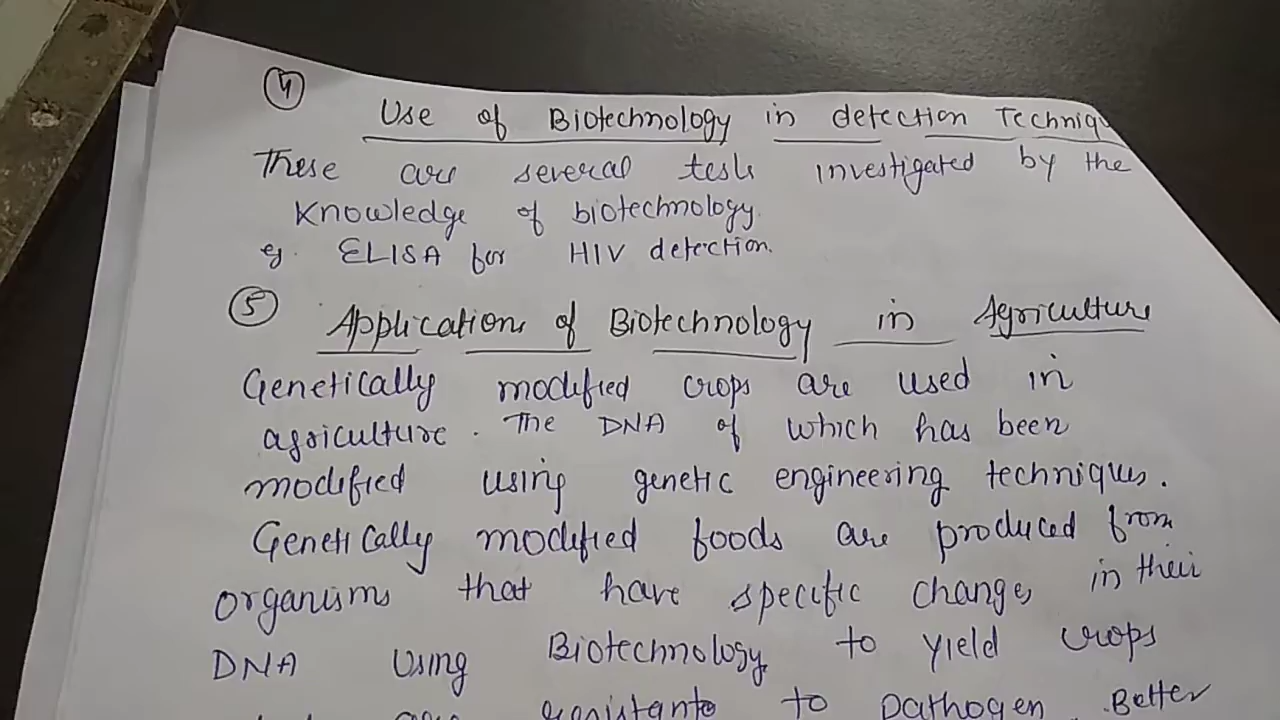 4
Use of Biotechnology in detection Techniqu
These are several tests investigated by the
Knowledge of biotechnology.
eg. ELISA for HIV detection.
5
Applications of Biotechnology in Agriculture
Genetically modified crops are used in
agriculture. The DNA of which has been
modified using genetic engineering techniques.
Genetically modified foods are produced from
organisms that have specific changes in their
DNA using Biotechnology to yield crops
to pathogen. Better